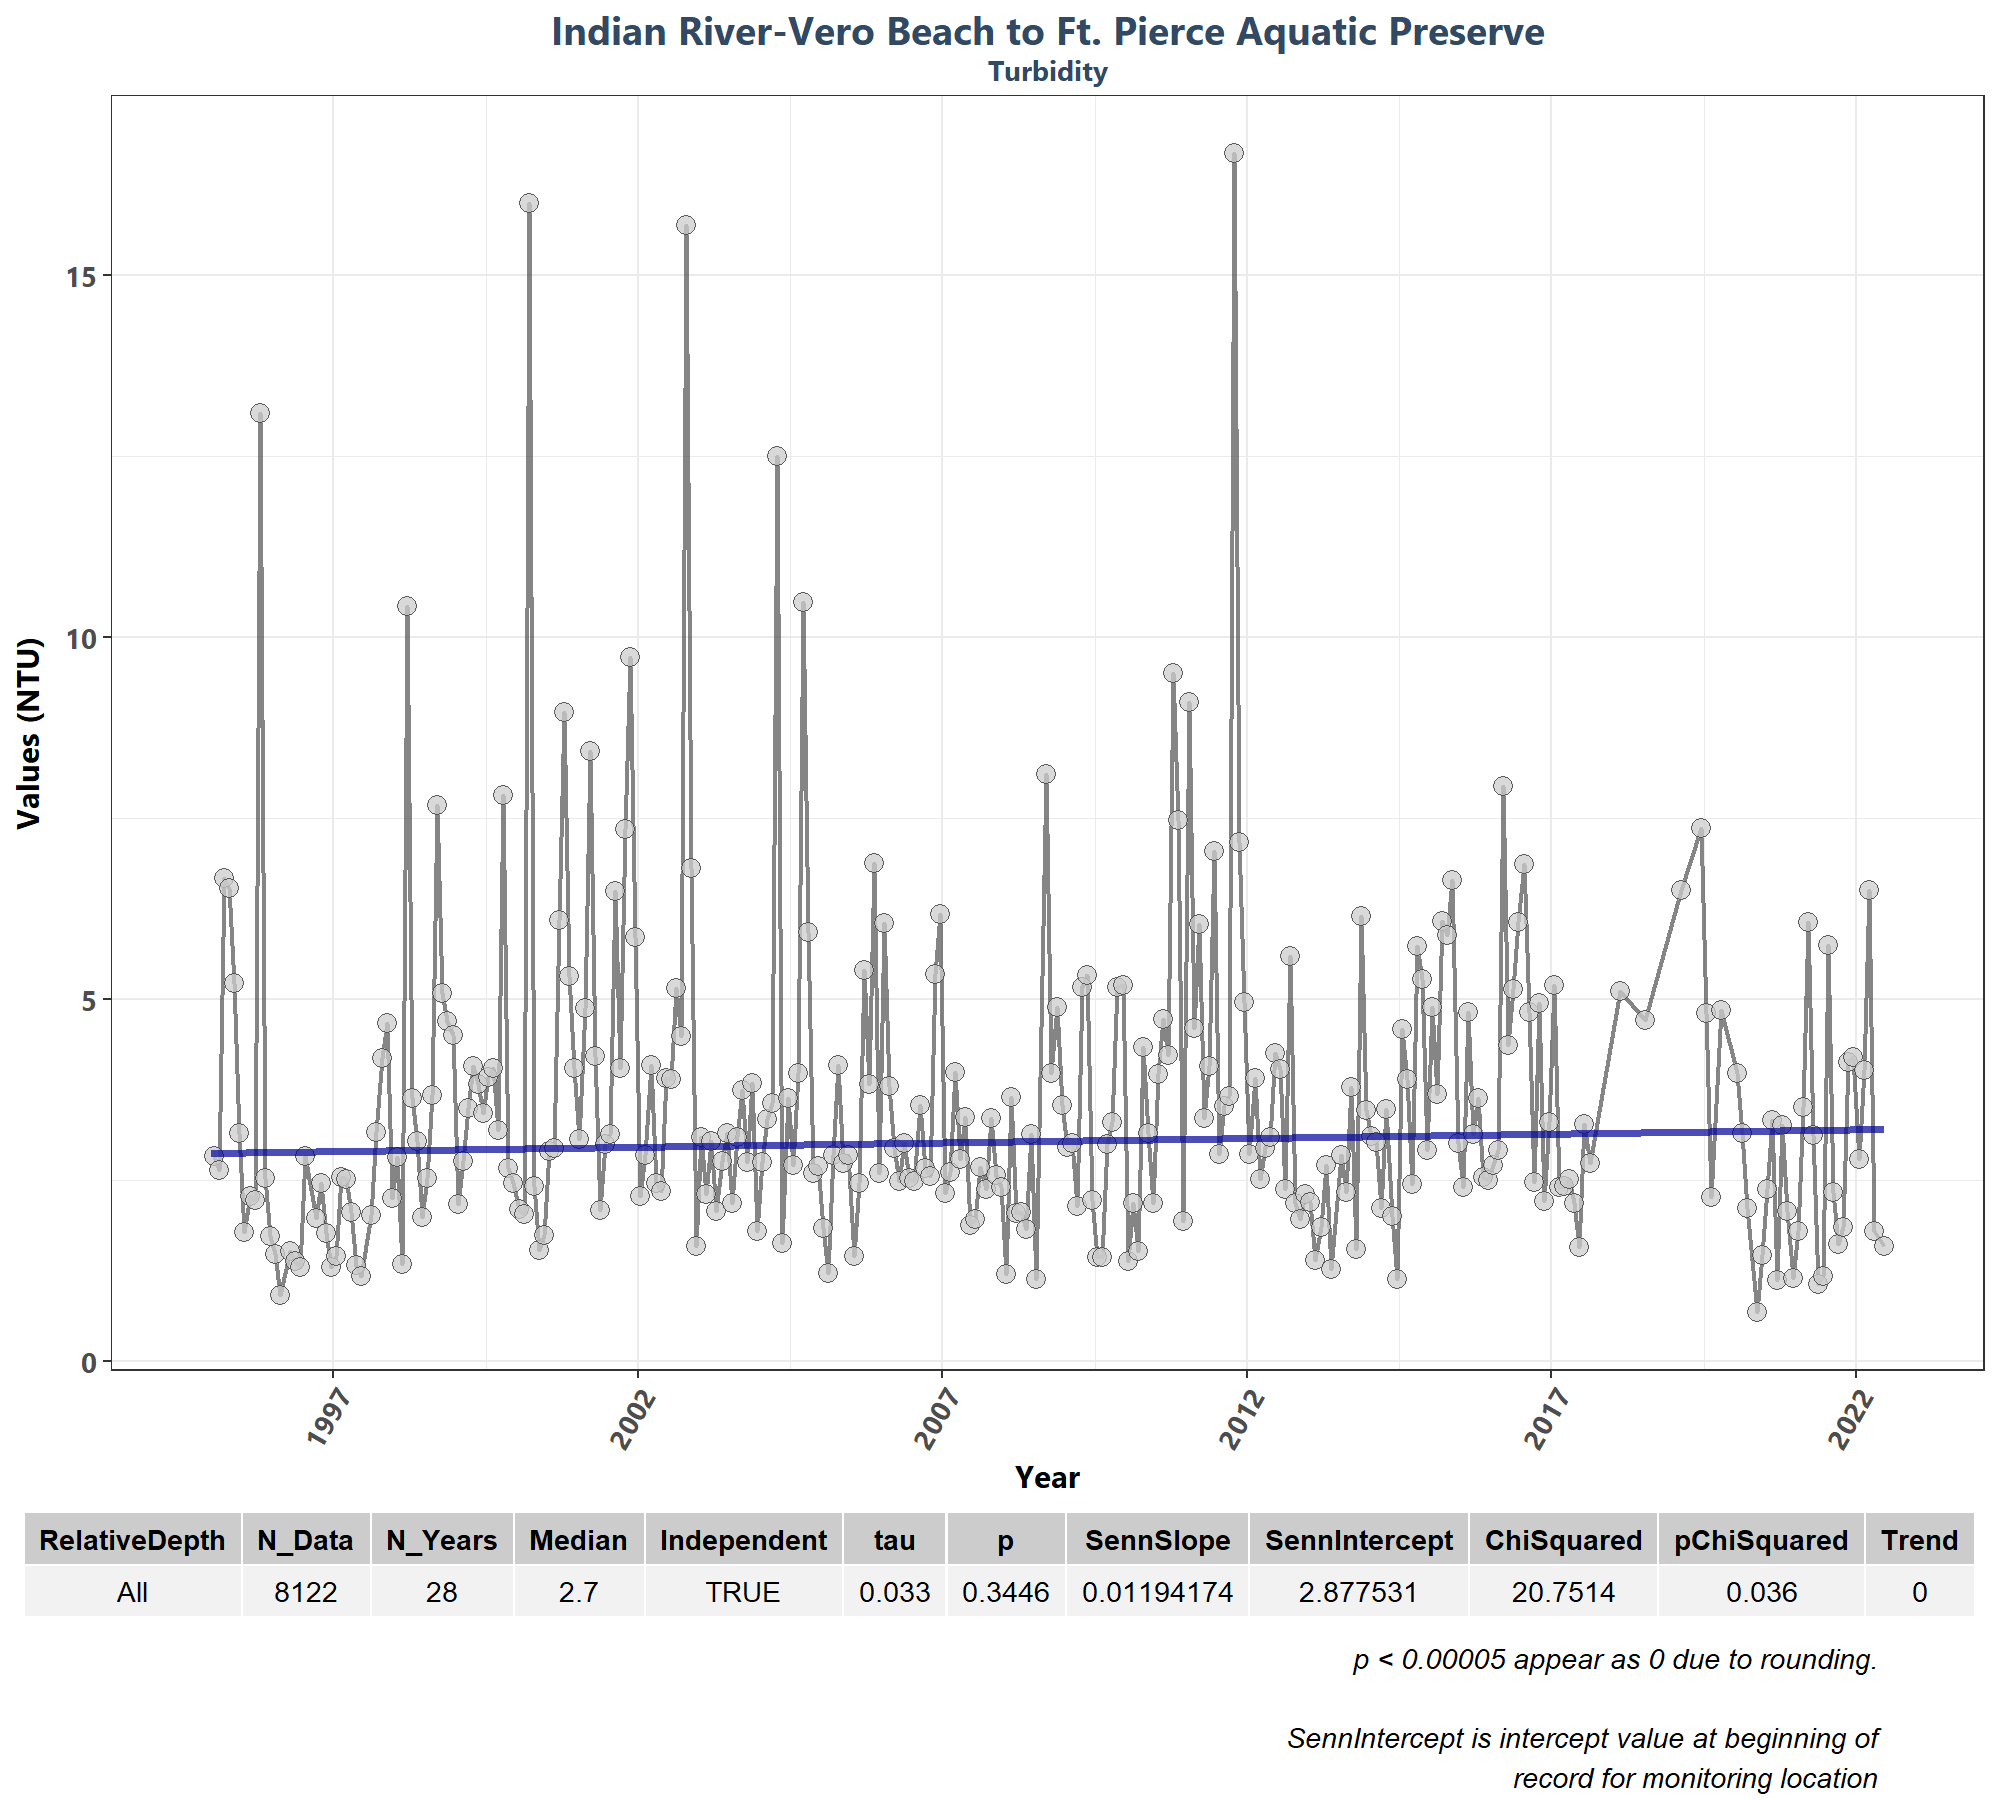 Indian River-Vero Beach to Ft. Pierce Aquatic Preserve
Turbidity
Values (NTU)
15
10
5
0
1997 2002 2007 2012 2017 2022
Year
RelativeDepth N_Data N_Years Median Independent tau p SennSlope SennIntercept ChiSquared pChiSquared Trend
All 8122 28 2.7 TRUE 0.033 0.3446 0.01194174 2.877531 20.7514 0.036 0
p < 0.00005 appear as 0 due to rounding.
SennIntercept is intercept value at beginning of
record for monitoring location